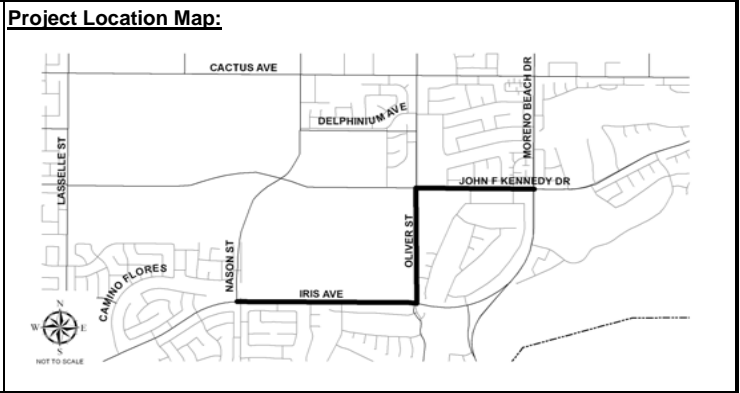 Project Location Map:
CACTUS AVE
MORENO BEACH DR
DELPHINIUM AVE
LASSELLE ST
JOHN F KENNEDY DR
OLIVER ST
NASON ST
CAMINO FLORES
IRIS AVE
N
W
E
S
NOT TO SCALE